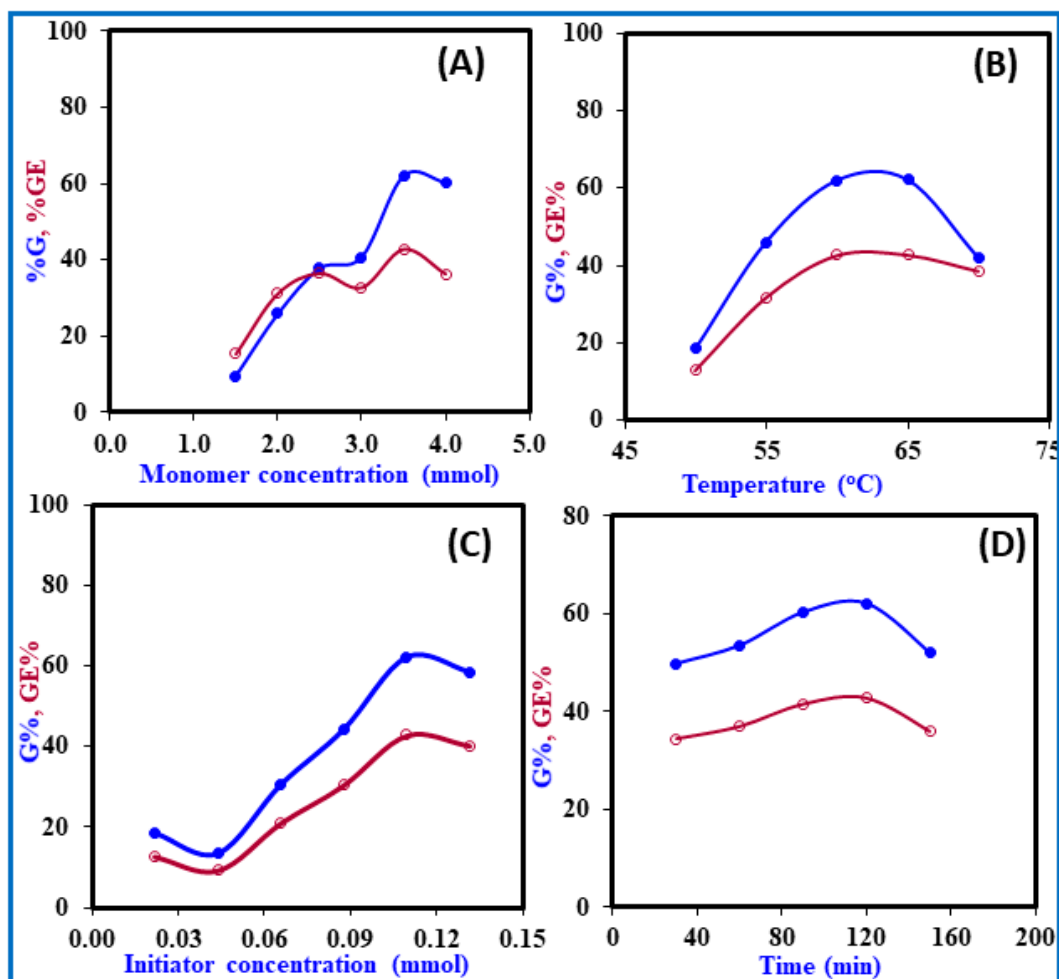 (A)
%G, %GE
100
80
60
40
20
0
0.0 1.0 2.0 3.0 4.0 5.0
Monomer concentration (mmol)
(B)
G%, GE%
100
80
60
40
20
0
45 55 65 75
Temperature (°C)
(C)
G%, GE%
100
80
60
40
20
0
0.00 0.03 0.06 0.09 0.12 0.15
Initiator concentration (mmol)
(D)
G%, GE%
80
60
40
20
0
0 40 80 120 160 200
Time (min)